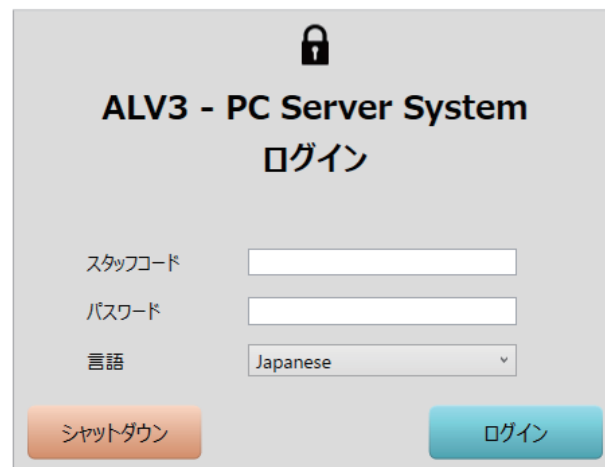 ALV3 - PC Server System
ログイン
スタッフコード
パスワード
言語 Japanese
シャットダウン ログイン